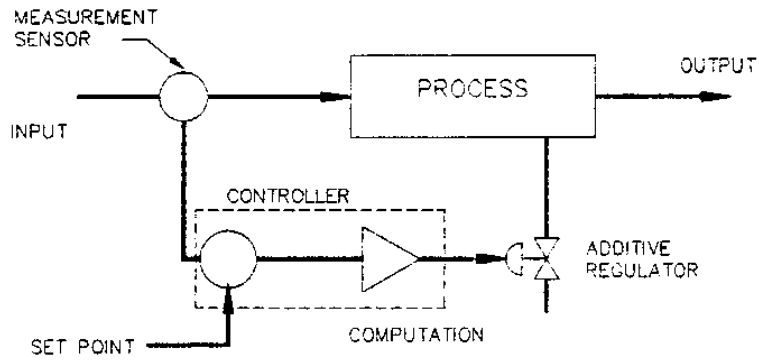 MEASUREMENT
SENSOR
PROCESS
OUTPUT
INPUT
CONTROLLER
ADDITIVE
REGULATOR
SET POINT
COMPUTATION